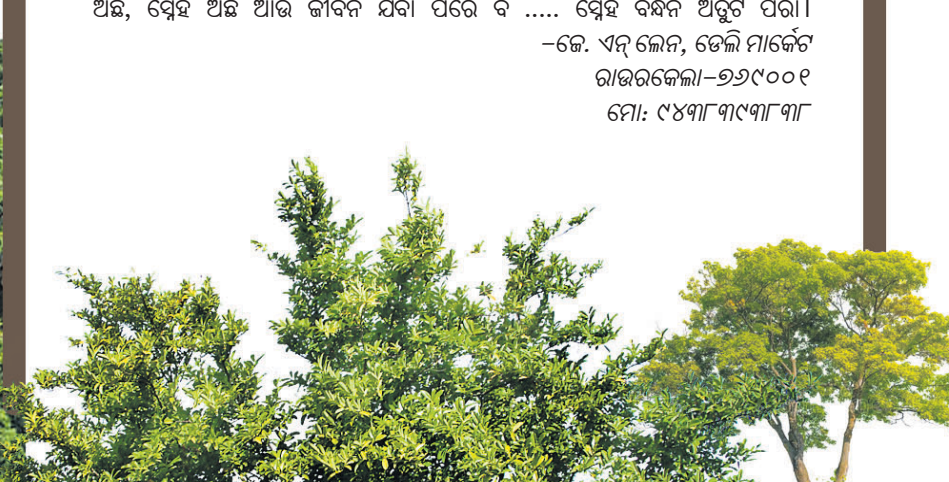 ଅଛି, ସ୍ନେହ ଅଛି ଆଉ ଜୀବନ ଯିବା ପରେ ବି ..... ସ୍ନେହ ବନ୍ଧନ ଅତୁଟ ପରା।
–ଜେ. ଏନ୍ ଲେନ, ଡେଲି ମାର୍କେଟ
ରାଉରକେଲା–୭୬୯୦୦୧
ମୋ: ୯୪୩୮୩୯୩୮୩୮